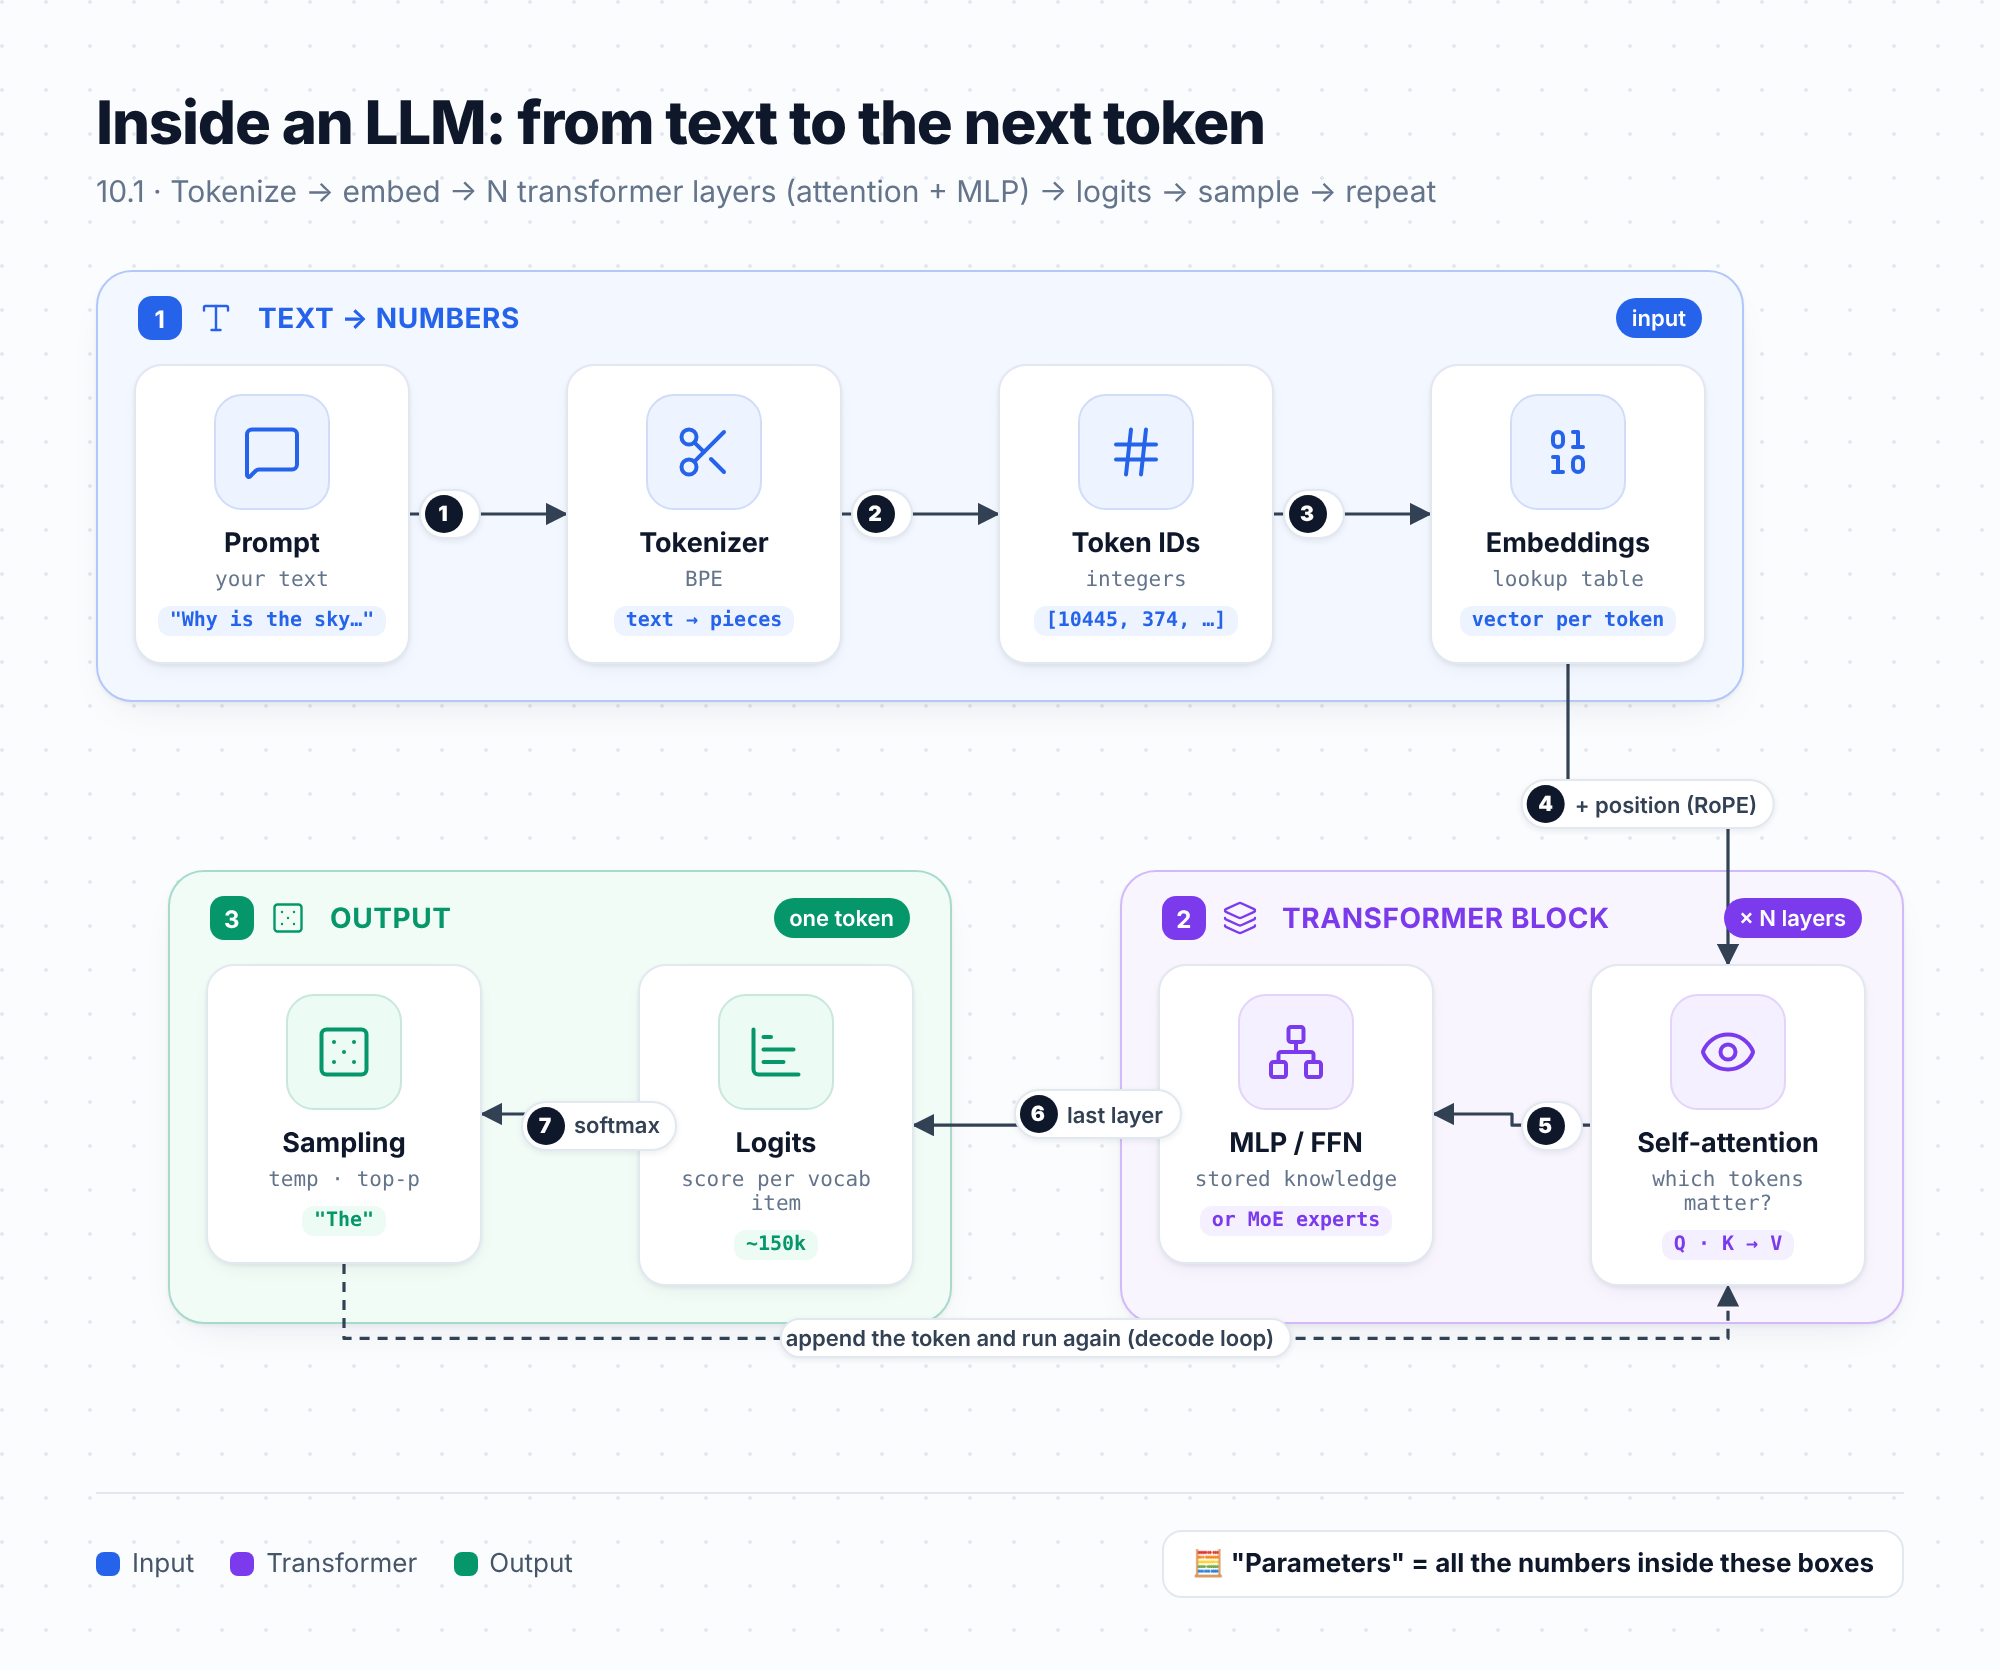 Inside an LLM: from text to the next token
10.1 · Tokenize → embed → N transformer layers (attention + MLP) → logits → sample → repeat
1 TEXT → NUMBERS
input
Prompt
your text
"Why is the sky…"
1
Tokenizer
BPE
text → pieces
2
Token IDs
integers
[10445, 374, …]
3
01
10
Embeddings
lookup table
vector per token
4 + position (RoPE)
2 TRANSFORMER BLOCK
× N layers
Self-attention
which tokens
matter?
Q · K → V
5
MLP / FFN
stored knowledge
or MoE experts
6 last layer
3 OUTPUT
one token
Logits
score per vocab
item
~150k
7 softmax
Sampling
temp · top-p
"The"
append the token and run again (decode loop)
Input
Transformer
Output
🧮 "Parameters" = all the numbers inside these boxes